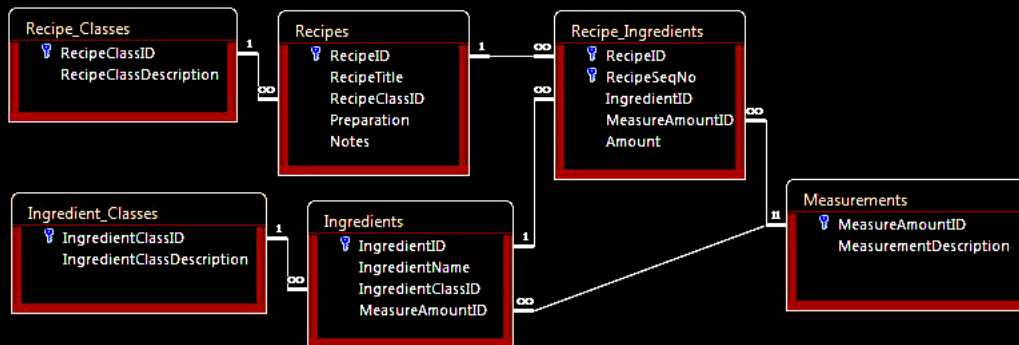 Recipe_Classes
RecipeClassID
RecipeClassDescription
1
∞
Recipes
RecipeID
RecipeTitle
RecipeClassID
Preparation
Notes
1
∞
∞
Recipe_Ingredients
RecipeID
RecipeSeqNo
IngredientID
MeasureAmountID
Amount
∞
Ingredient_Classes
IngredientClassID
IngredientClassDescription
1
∞
Ingredients
IngredientID
IngredientName
IngredientClassID
MeasureAmountID
1
∞
11
Measurements
MeasureAmountID
MeasurementDescription